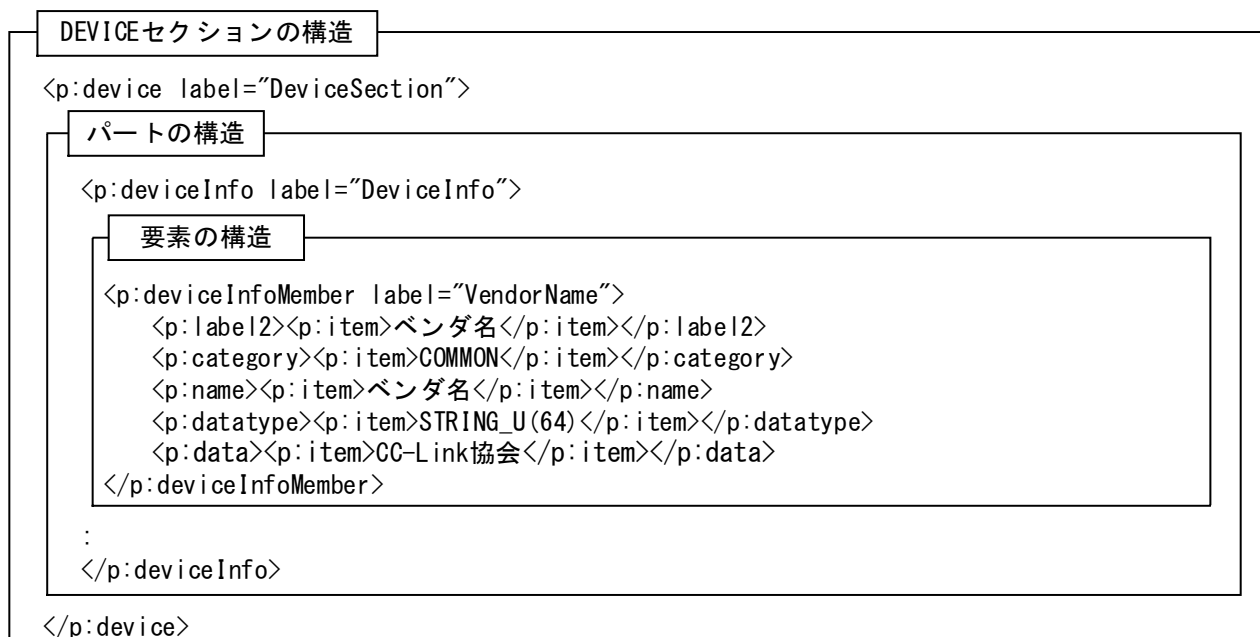 DEVICEセクションの構造
<p:device label="DeviceSection">
パートの構造
<p:deviceInfo label="DeviceInfo">
要素の構造
<p:deviceInfoMember label="VendorName">
<p:label2><p:item>ベンダ名</p:item></p:label2>
<p:category><p:item>COMMON</p:item></p:category>
<p:name><p:item>ベンダ名</p:item></p:name>
<p:datatype><p:item>STRING_U(64)</p:item></p:datatype>
<p:data><p:item>CC-Link協会</p:item></p:data>
</p:deviceInfoMember>
:
</p:deviceInfo>
</p:device>